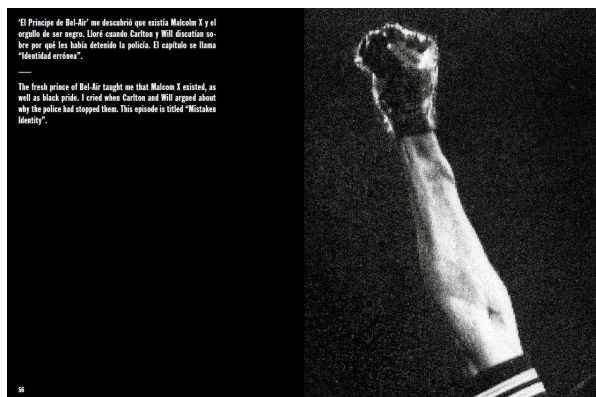 ‘El Principe de Bel-Air’ me descubrió que existía Malcolm X y el
orgullo de ser negro. Lloré cuando Carlton y Will discutían so-
bre por qué les había detenido la policía. El capítulo se llama
“Identidad errónea”.
The fresh prince of Bel-Air taught me that Malcom X existed, as
well as black pride. I cried when Carlton and Will argued about
why the police had stopped them. This episode is titled “Mistaken
Identity”.
56